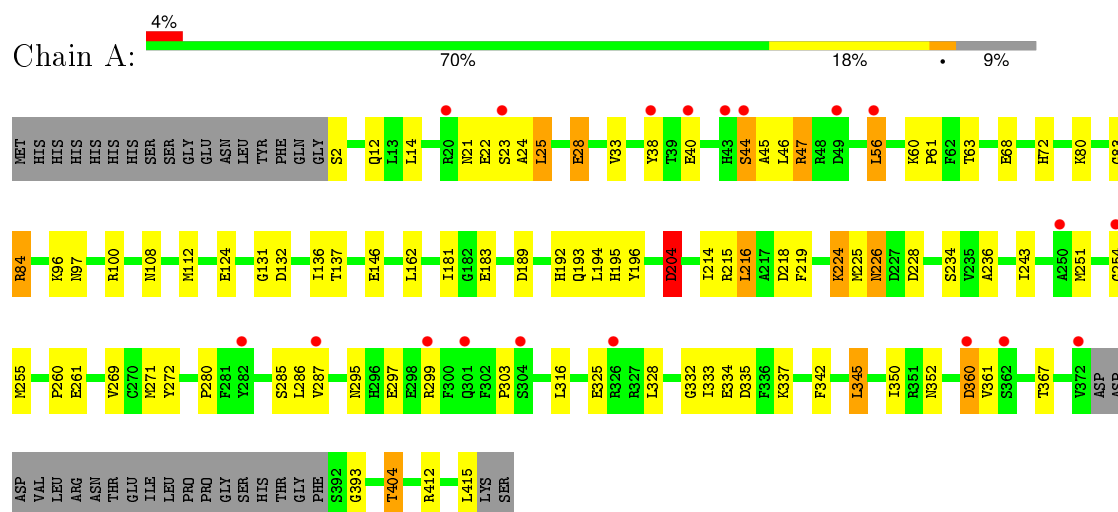 4%
Chain A:
70% 18% • 9%
MET HIS HIS HIS HIS HIS HIS SER SER GLY GLU ASN LEU TYR PHE GLN GLY S2 Q12 L13 L14 R20 N21 E22 S23 A24 L25 E28 V33 Y38 T39 E40 H43 S44 A45 L46 R47 R48 D49 L56 K60 P61 F62 T63 E68 H72 K80 G83
R84 K96 N97 R100 N108 M112 E124 G131 D132 I136 T137 E146 L162 I181 G182 E183 D189 H192 Q193 L194 H195 Y196 D204 I214 R215 L216 A217 D218 F219 K224 M225 N226 D227 D228 S234 V235 A236 I243 A250 M251 G254
M255 P260 E261 V269 C270 M271 Y272 P280 F281 Y282 S285 L286 V287 N295 H296 E297 E298 R299 F300 Q301 F302 P303 S304 L316 E325 R326 R327 L328 G332 I333 E334 D335 F336 K337 F342 L345 I350 R351 N352 D360 V361 S362 T367 V372 ASP ASP
ASP VAL LEU ARG ASN THR GLU ILE LEU PRO PRO GLY SER HIS THR GLY PHE S392 G393 T404 R412 L415 LYS SER